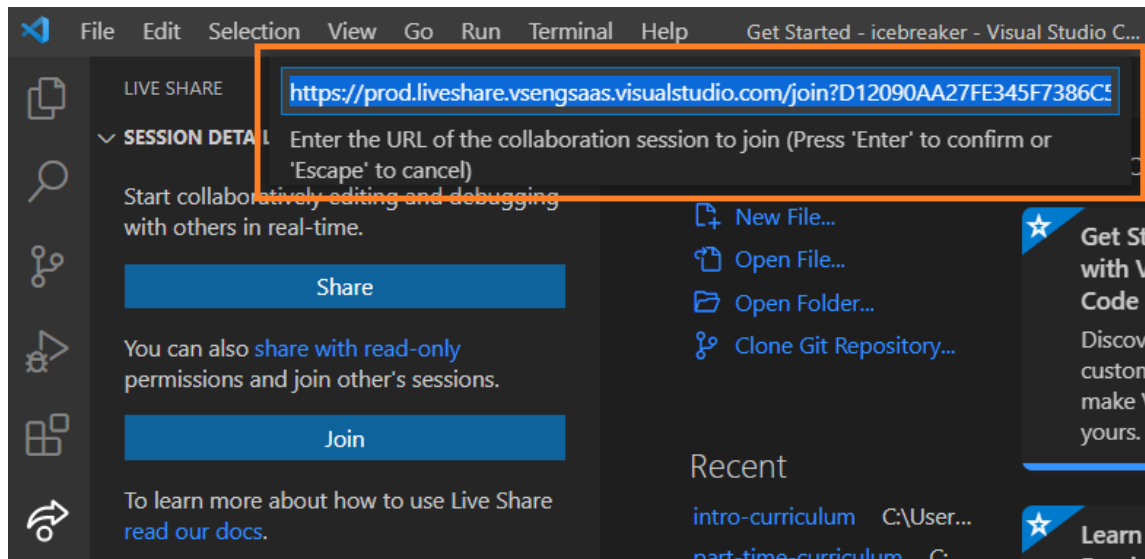 File Edit Selection View Go Run Terminal Help Get Started - icebreaker - Visual Studio C...
LIVE SHARE
https://prod.liveshare.vsengsaas.visualstudio.com/join?D12090AA27FE345F7386C5
SESSION DETAIL
Enter the URL of the collaboration session to join (Press 'Enter' to confirm or
'Escape' to cancel)
Start collaboratively editing and debugging
with others in real-time.
Share
You can also share with read-only
permissions and join other's sessions.
Join
To learn more about how to use Live Share
read our docs.
New File...
Open File...
Open Folder...
Clone Git Repository...
Recent
intro-curriculum C:\User...
part-time-curriculum C:
Get St
with V
Code
Discov
custom
make V
yours.
Learn